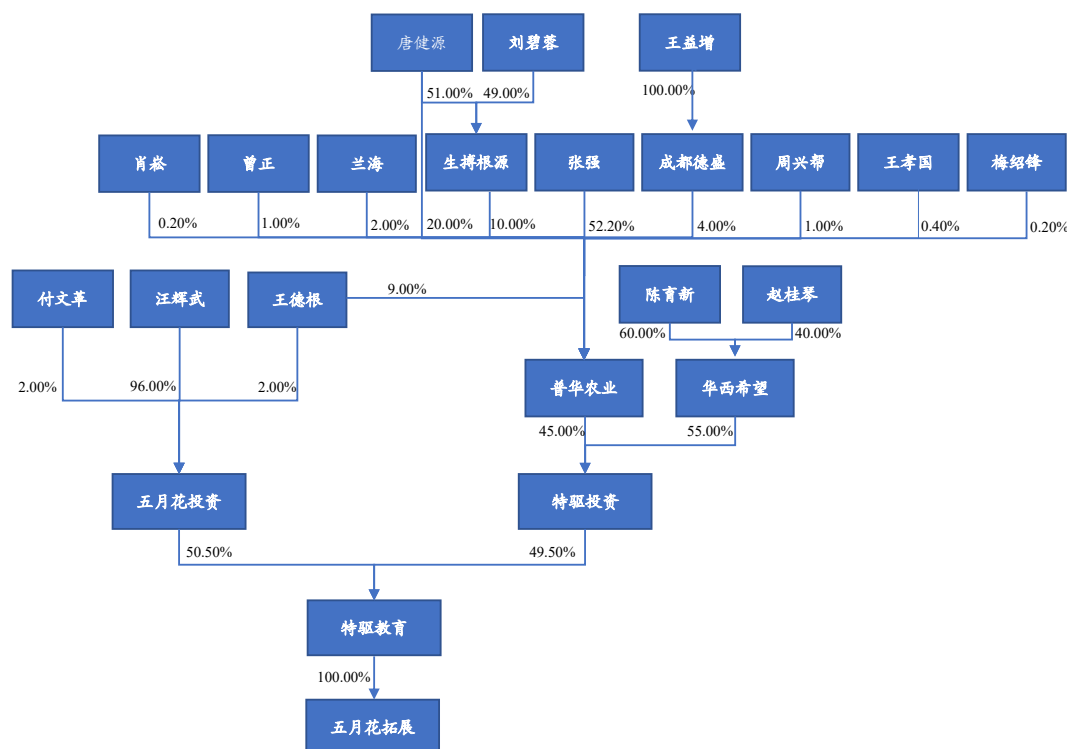 唐健源 刘碧蓉 王益增
51.00% 49.00% 100.00%
肖崧 曾正 兰海 生搏根源 张强 成都德盛 周兴帮 王孝国 梅绍锋
0.20% 1.00% 2.00% 20.00% 10.00% 52.20% 4.00% 1.00% 0.40% 0.20%
付文革 汪辉武 王德根 9.00% 陈育新 赵桂琴
60.00% 40.00%
2.00% 96.00% 2.00% 普华农业 华西希望
45.00% 55.00%
五月花投资 特驱投资
50.50% 49.50%
特驱教育
100.00%
五月花拓展